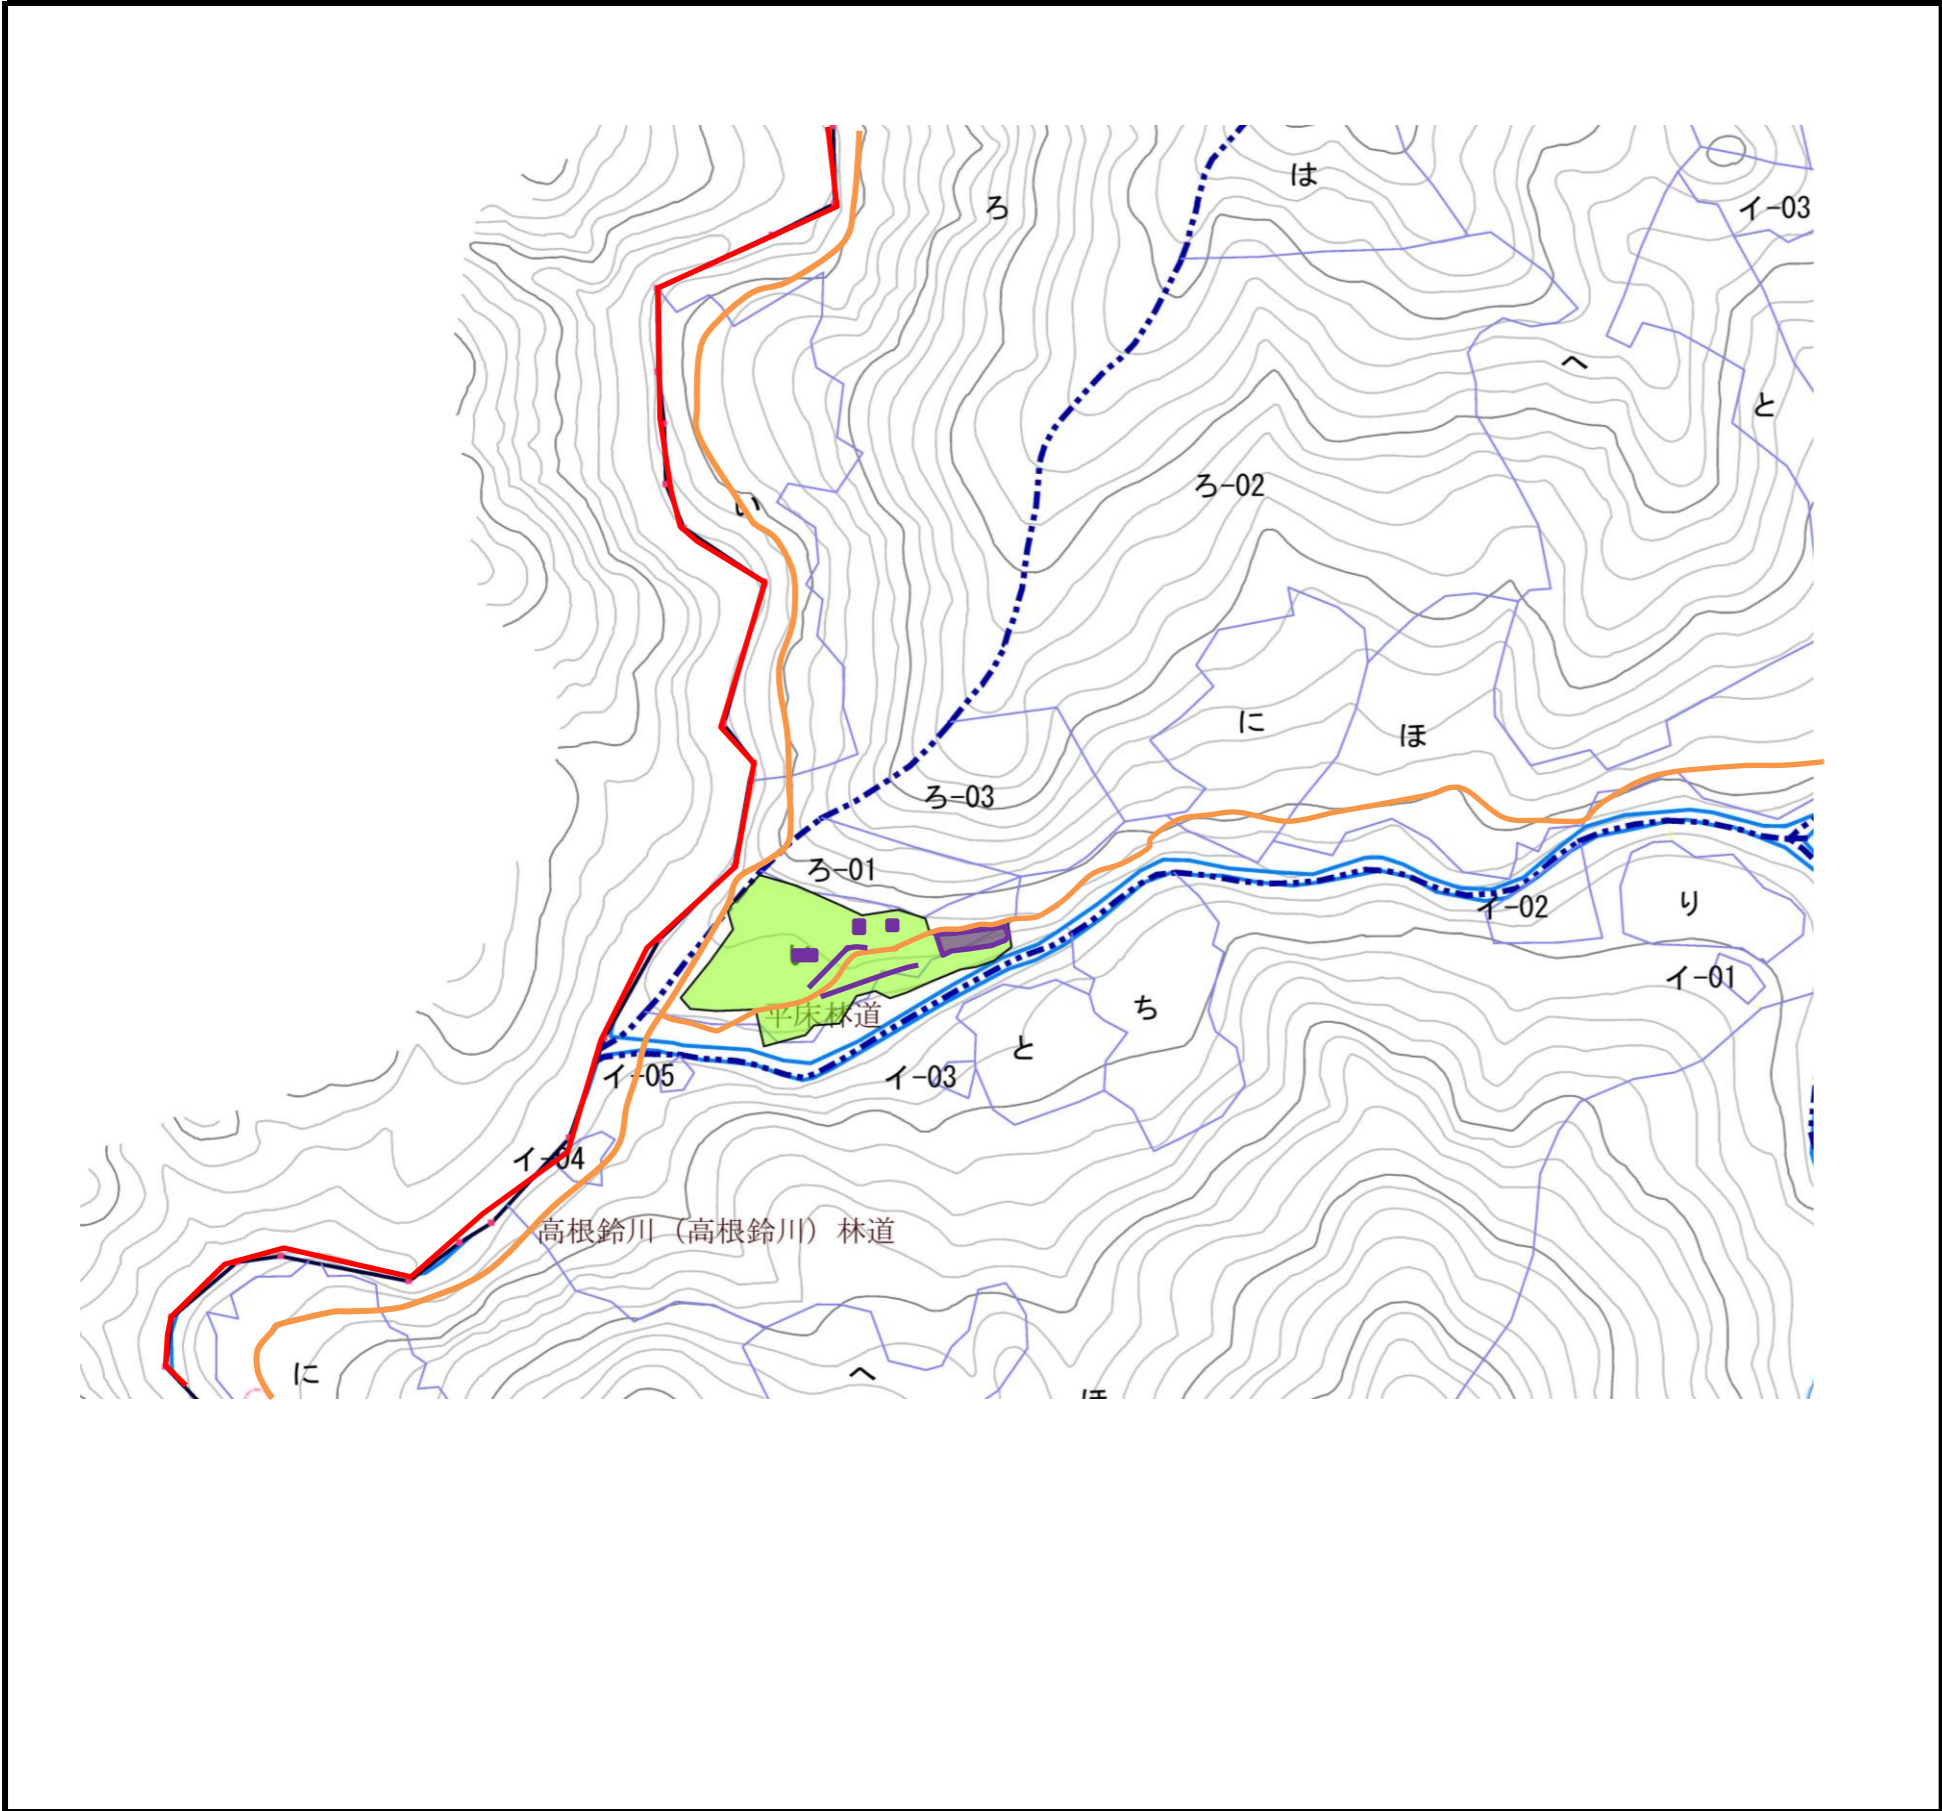 は
ろ
イ-03
へ
と
ろ-02
い
に
ほ
ろ-03
ろ-01
り
イ-02
イ-01
ち
平床林道
と
イ-05
イ-03
イ-04
高根鈴川（高根鈴川）林道
に
へ
ほ